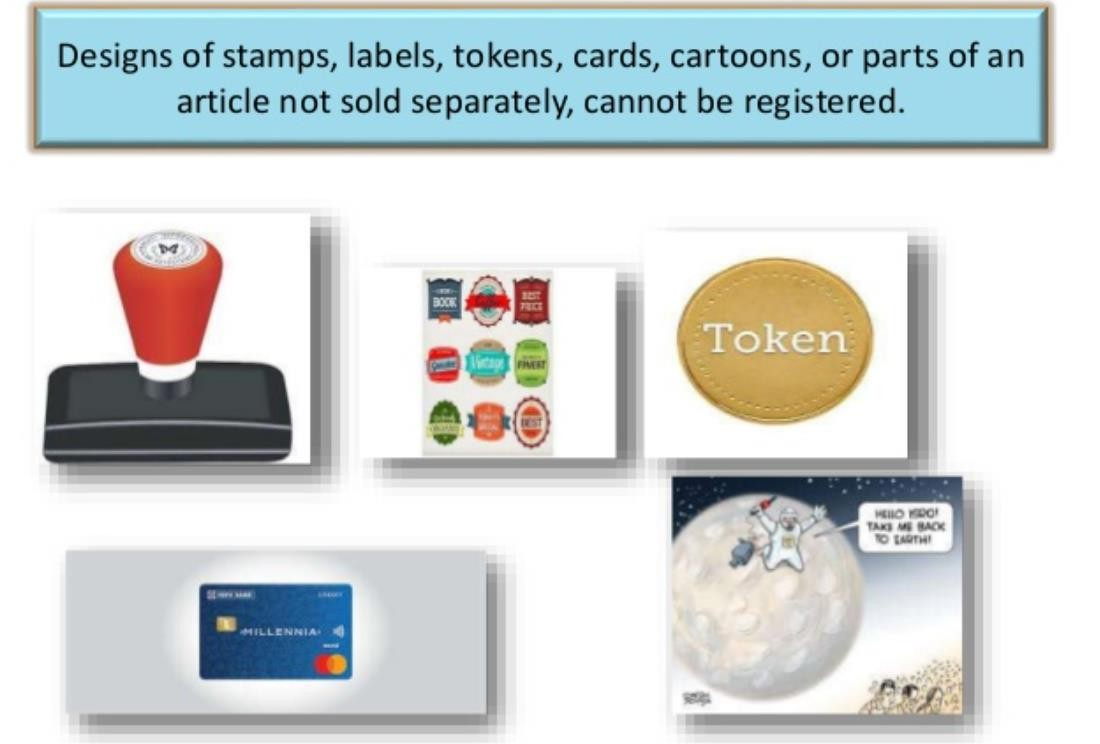 Designs of stamps, labels, tokens, cards, cartoons, or parts of an
article not sold separately, cannot be registered.
BOOK
BEST
PRICE
Vintage
FINEST
BEST
Token
HELLO ISRO!
TAKE ME BACK
TO EARTH!
CREDIT
MILLENNIA